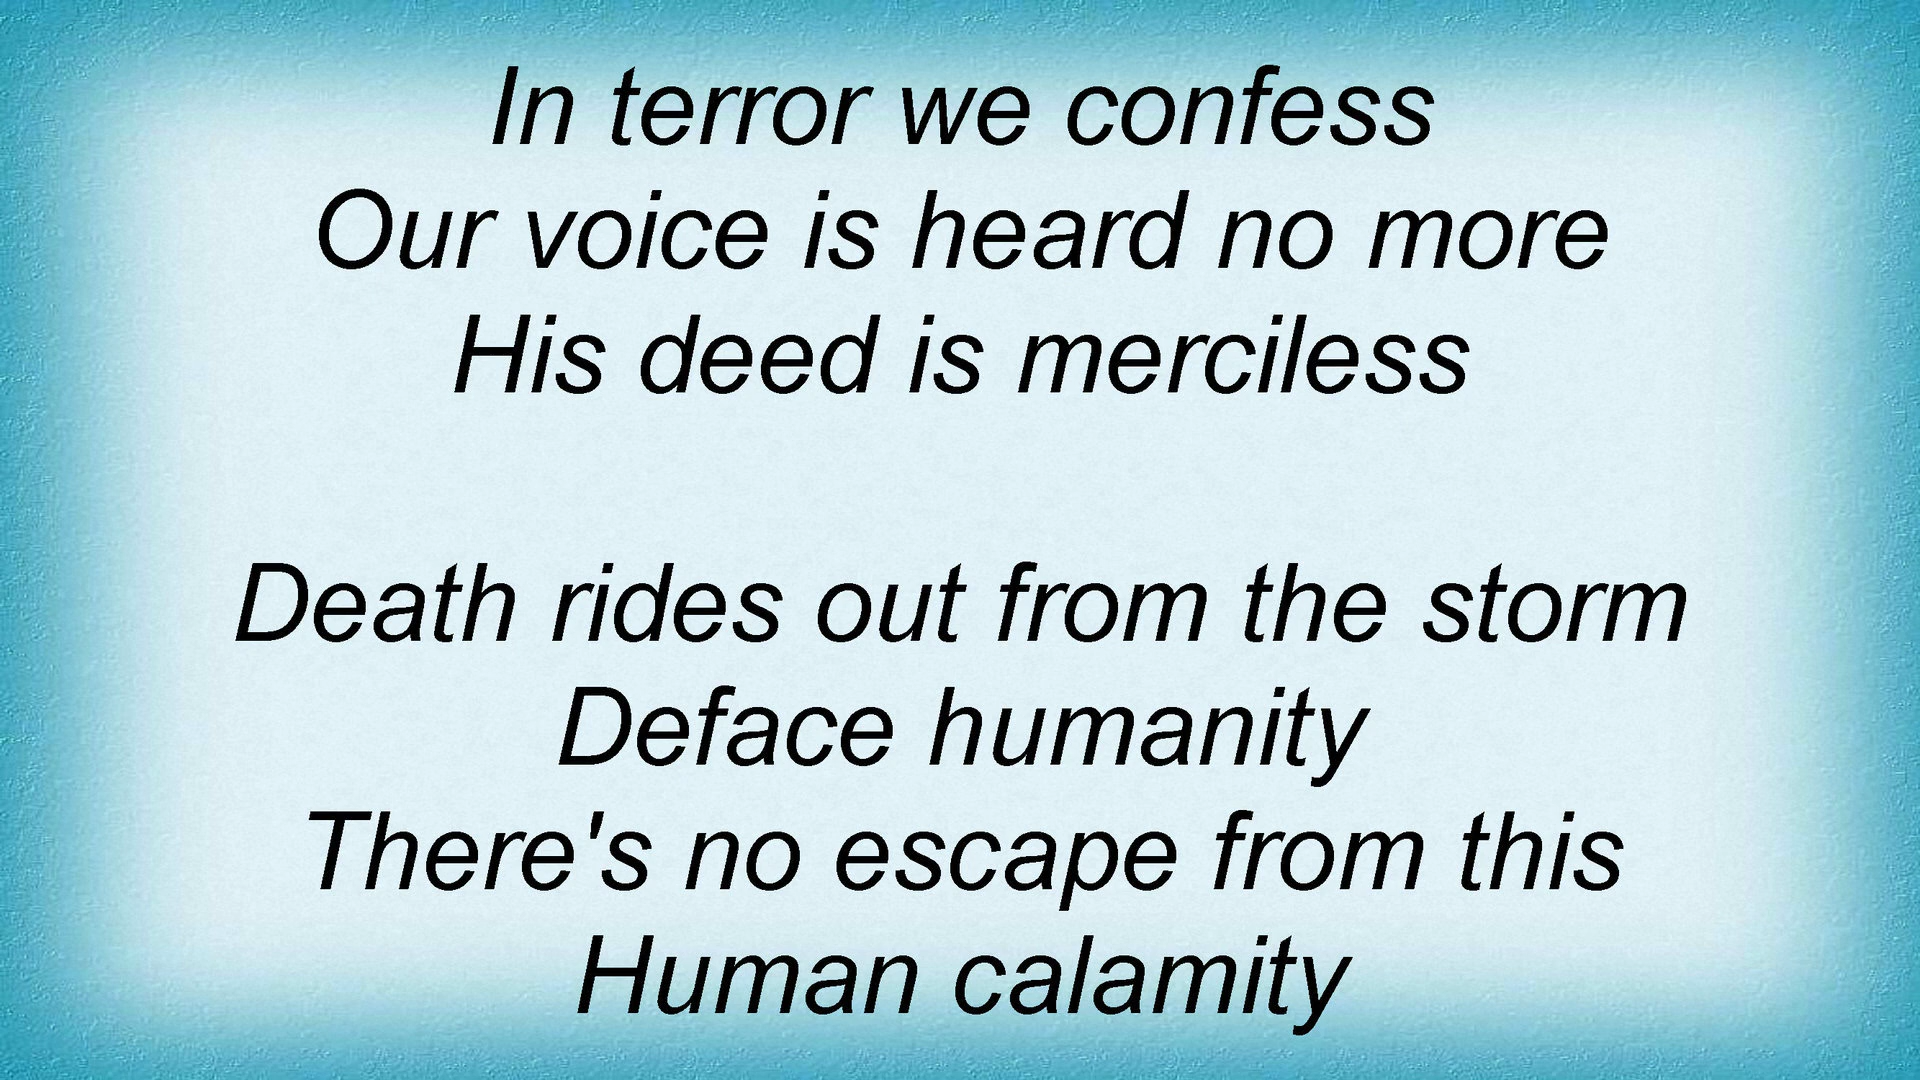 In terror we confess
Our voice is heard no more
His deed is merciless
Death rides out from the storm
Deface humanity
There's no escape from this
Human calamity